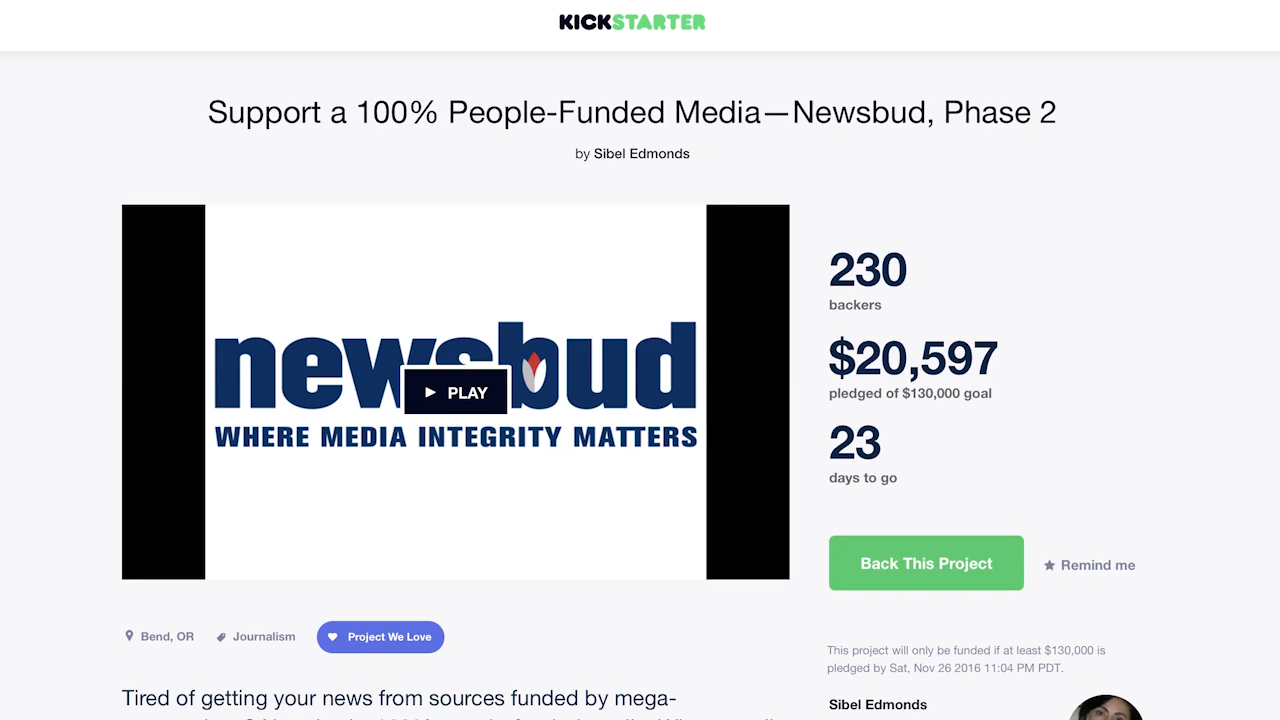 KICKSTARTER
Support a 100% People-Funded Media—Newsbud, Phase 2
by Sibel Edmonds
newsbud
PLAY
WHERE MEDIA INTEGRITY MATTERS
230
backers
$20,597
pledged of $130,000 goal
23
days to go
Back This Project
Remind me
Bend, OR
Journalism
Project We Love
This project will only be funded if at least $130,000 is
pledged by Sat, Nov 26 2016 11:04 PM PDT.
Tired of getting your news from sources funded by mega-
Sibel Edmonds